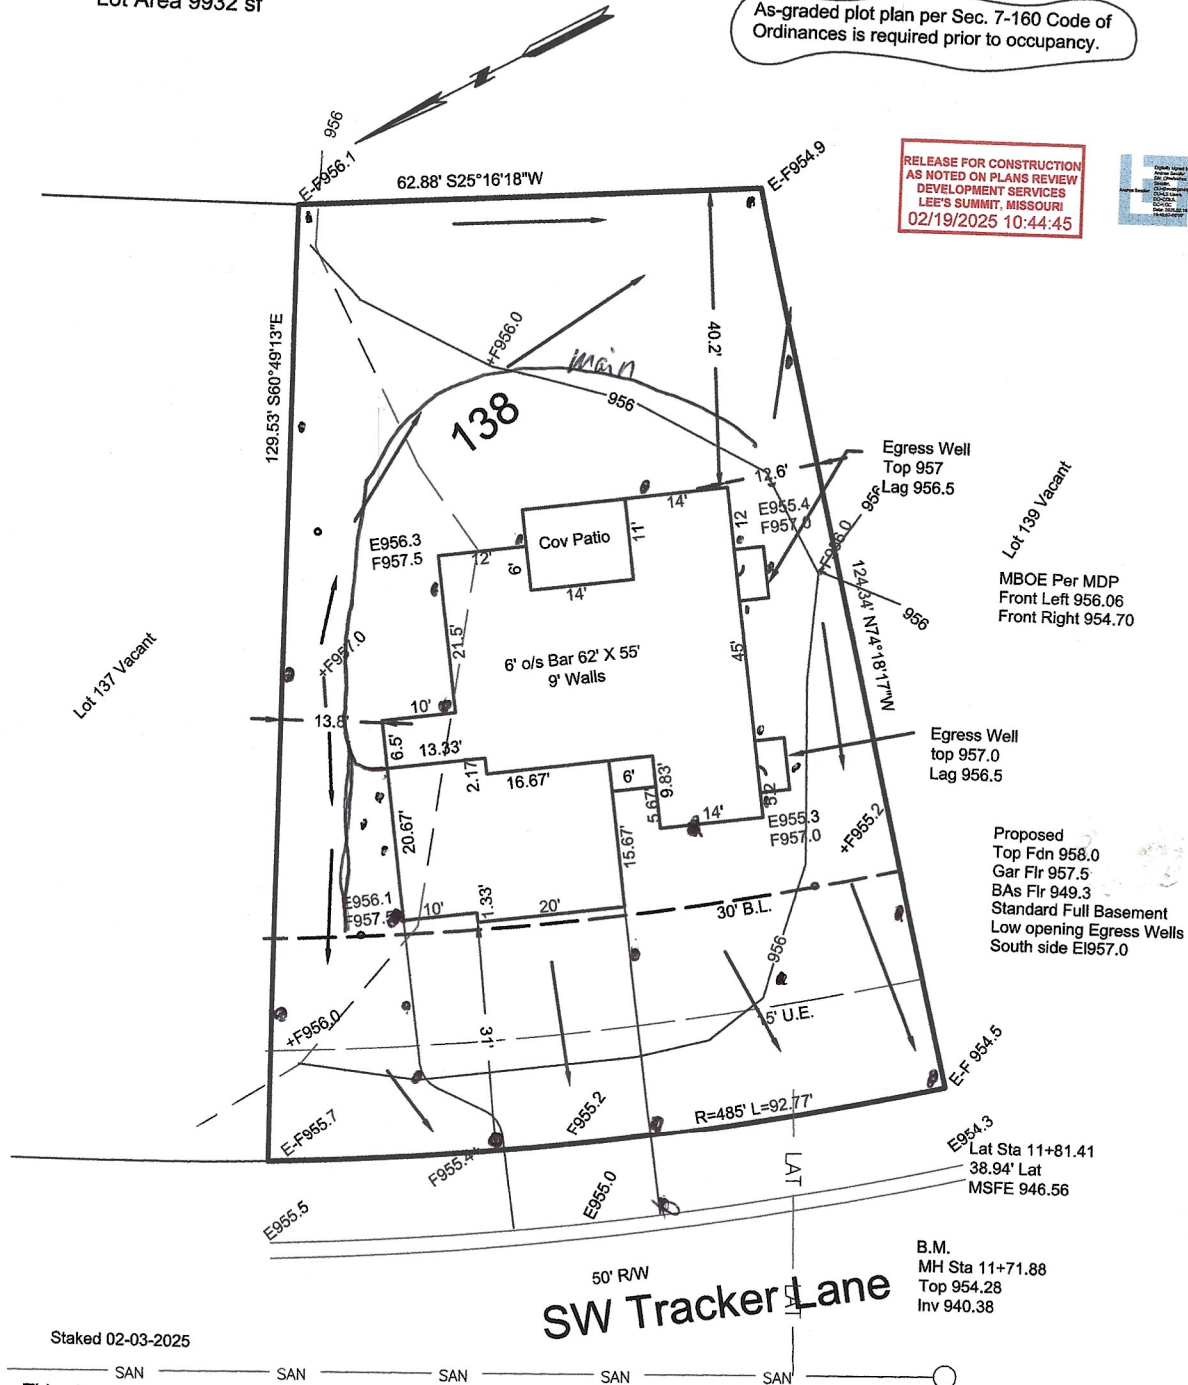 Lot Area 9932 sf
As-graded plot plan per Sec. 7-160 Code of
Ordinances is required prior to occupancy.
RELEASE FOR CONSTRUCTION
AS NOTED ON PLANS REVIEW
DEVELOPMENT SERVICES
LEE'S SUMMIT, MISSOURI
02/19/2025 10:44:45
N
956
E-F956.1
62.88' S25°16'18"W
E-F954.9
129.53' S60°49'13"E
40.2'
+F956.0
main
956
138
12.6'
Egress Well
Top 957
Lag 956.5
956
Lot 139 Vacant
E955.4
F957.0
+F956.0
14'
12
Cov Patio
11'
E956.3
F957.5
12'
6'
14'
124.34' N74°18'17"W
MBOE Per MDP
Front Left 956.06
Front Right 954.70
956
Lot 137 Vacant
+F957.0
21.5'
6' o/s Bar 62' X 55'
9' Walls
45'
10'
13.8'
6.5'
13.33'
2.17'
16.67'
6'
9.83'
5.67'
14'
5.2
Egress Well
top 957.0
Lag 956.5
E955.3
F957.0
+F955.2
20.67'
15.67'
Proposed
Top Fdn 958.0
Gar Flr 957.5
BAs Flr 949.3
Standard Full Basement
Low opening Egress Wells
South side El957.0
E956.1
F957.5
10'
1.33'
20'
30' B.L.
956
+F956.0
31'
15' U.E.
E-F 954.5
E-F955.7
F955.4
F955.2
R=485' L=92.77'
E954.3
Lat Sta 11+81.41
38.94' Lat
MSFE 946.56
LAT
E955.5
E955.0
50' R/W
SW Tracker Lane
LAT
B.M.
MH Sta 11+71.88
Top 954.28
Inv 940.38
Staked 02-03-2025
SAN SAN SAN SAN SAN